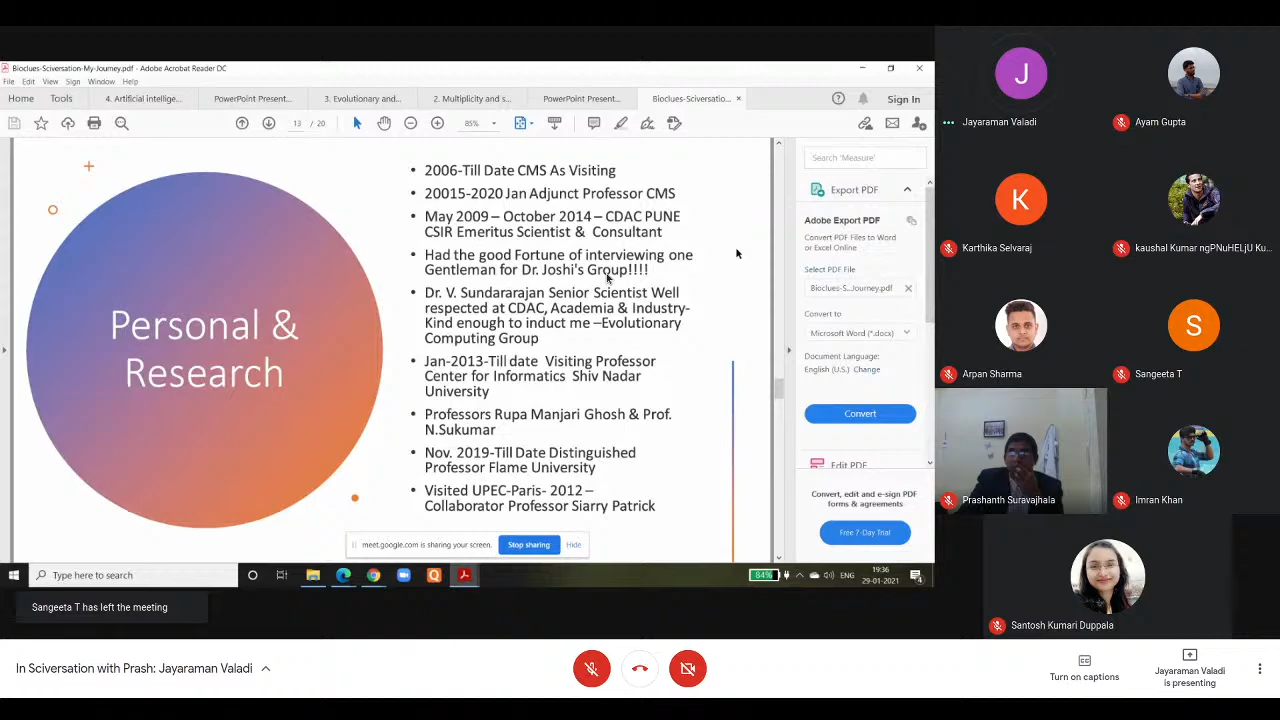 Bioclues-Sciversation-My-Journey.pdf - Adobe Acrobat Reader DC
File Edit View Sign Window Help
Home Tools 4. Artificial intellige... PowerPoint Present... 3. Evolutionary and... 2. Multiplicity and s... PowerPoint Present... Bioclues-Sciversatio... × Sign In
13 / 20 85%
Personal &
Research
• 2006-Till Date CMS As Visiting
• 20015-2020 Jan Adjunct Professor CMS
• May 2009 – October 2014 – CDAC PUNE
CSIR Emeritus Scientist & Consultant
• Had the good Fortune of interviewing one
Gentleman for Dr. Joshi's Group!!!!
• Dr. V. Sundararajan Senior Scientist Well
respected at CDAC, Academia & Industry-
Kind enough to induct me –Evolutionary
Computing Group
• Jan-2013-Till date Visiting Professor
Center for Informatics Shiv Nadar
University
• Professors Rupa Manjari Ghosh & Prof.
N.Sukumar
• Nov. 2019-Till Date Distinguished
Professor Flame University
• Visited UPEC-Paris- 2012 –
Collaborator Professor Siarry Patrick
Search 'Measure'
Export PDF
Adobe Export PDF
Convert PDF Files to Word
or Excel Online
Select PDF File
Bioclues-S...Journey.pdf
Convert to
Microsoft Word (*.docx)
Document Language:
English (U.S.) Change
Convert
Edit PDF
Convert, edit and e-sign PDF
forms & agreements
Free 7-Day Trial
meet.google.com is sharing your screen. Stop sharing Hide
Type here to search
84% ENG
19:36
29-01-2021
4
J
Jayaraman Valadi
Ayam Gupta
K
Karthika Selvaraj
kaushal Kumar ngPNuHELjU Ku...
Arpan Sharma
S
Sangeeta T
Prashanth Suravajhala
Imran Khan
Santosh Kumari Duppala
Sangeeta T has left the meeting
In Sciversation with Prash: Jayaraman Valadi
CC
Turn on captions
Jayaraman Valadi
is presenting